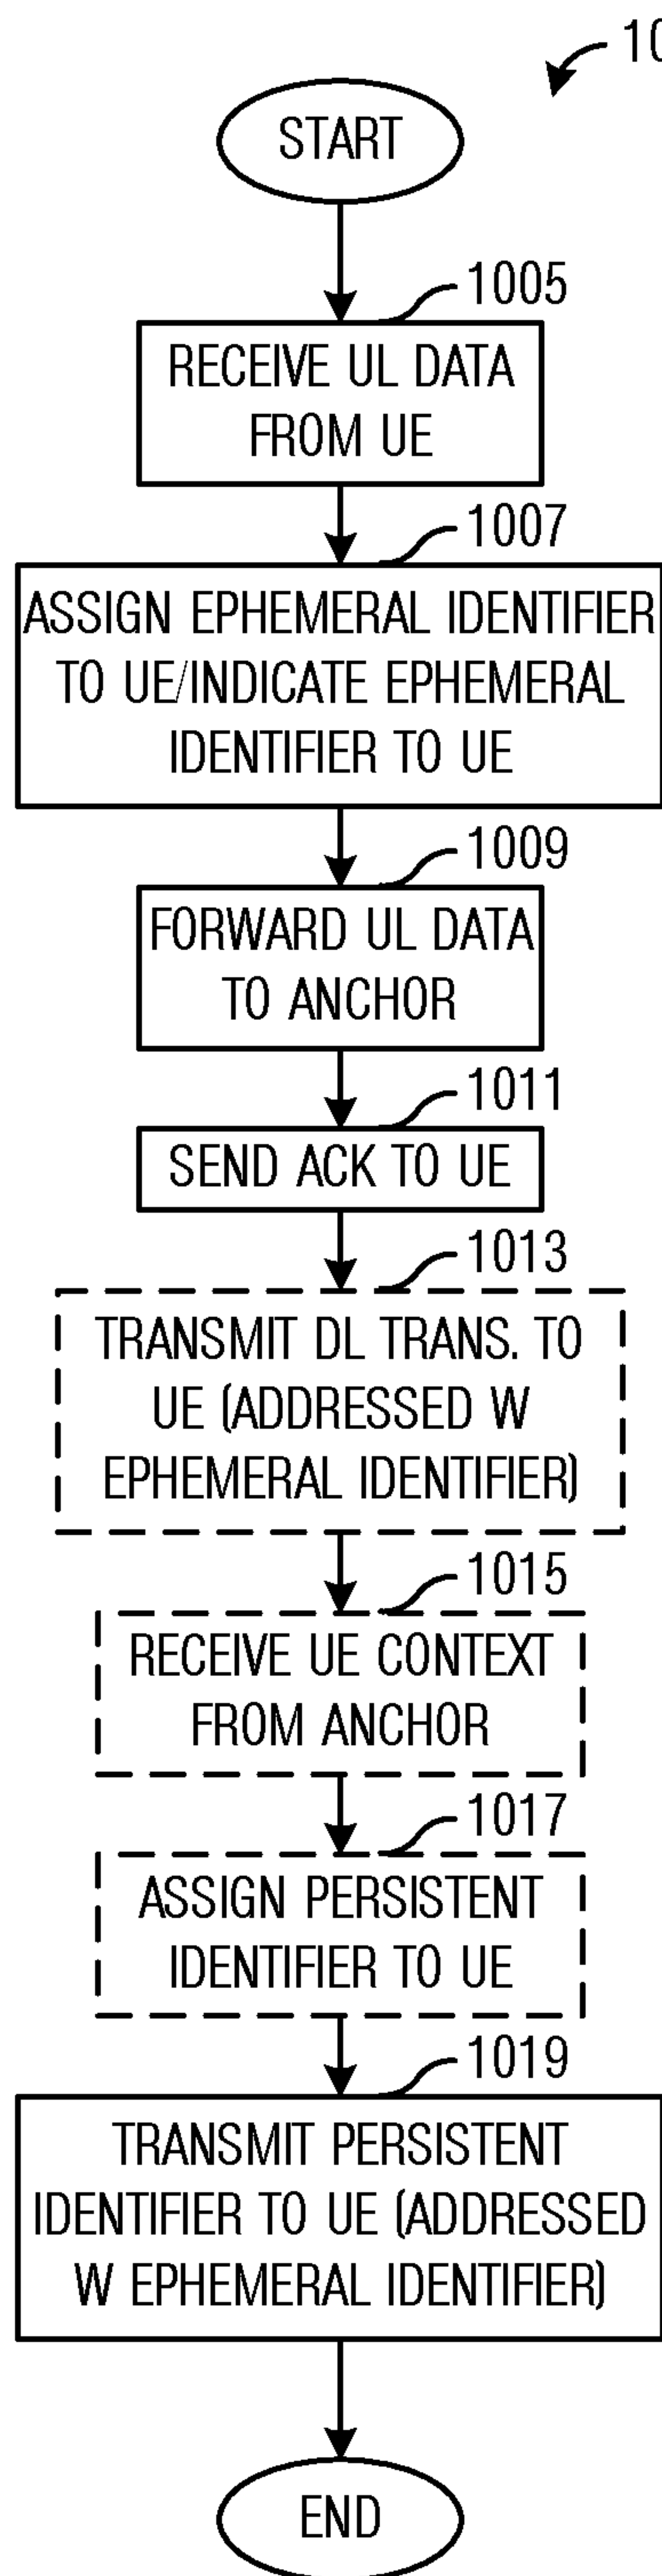 10
START
1005
RECEIVE UL DATA
FROM UE
1007
ASSIGN EPHEMERAL IDENTIFIER
TO UE/INDICATE EPHEMERAL
IDENTIFIER TO UE
1009
FORWARD UL DATA
TO ANCHOR
1011
SEND ACK TO UE
1013
TRANSMIT DL TRANS. TO
UE (ADDRESSED W
EPHEMERAL IDENTIFIER)
1015
RECEIVE UE CONTEXT
FROM ANCHOR
1017
ASSIGN PERSISTENT
IDENTIFIER TO UE
1019
TRANSMIT PERSISTENT
IDENTIFIER TO UE (ADDRESSED
W EPHEMERAL IDENTIFIER)
END